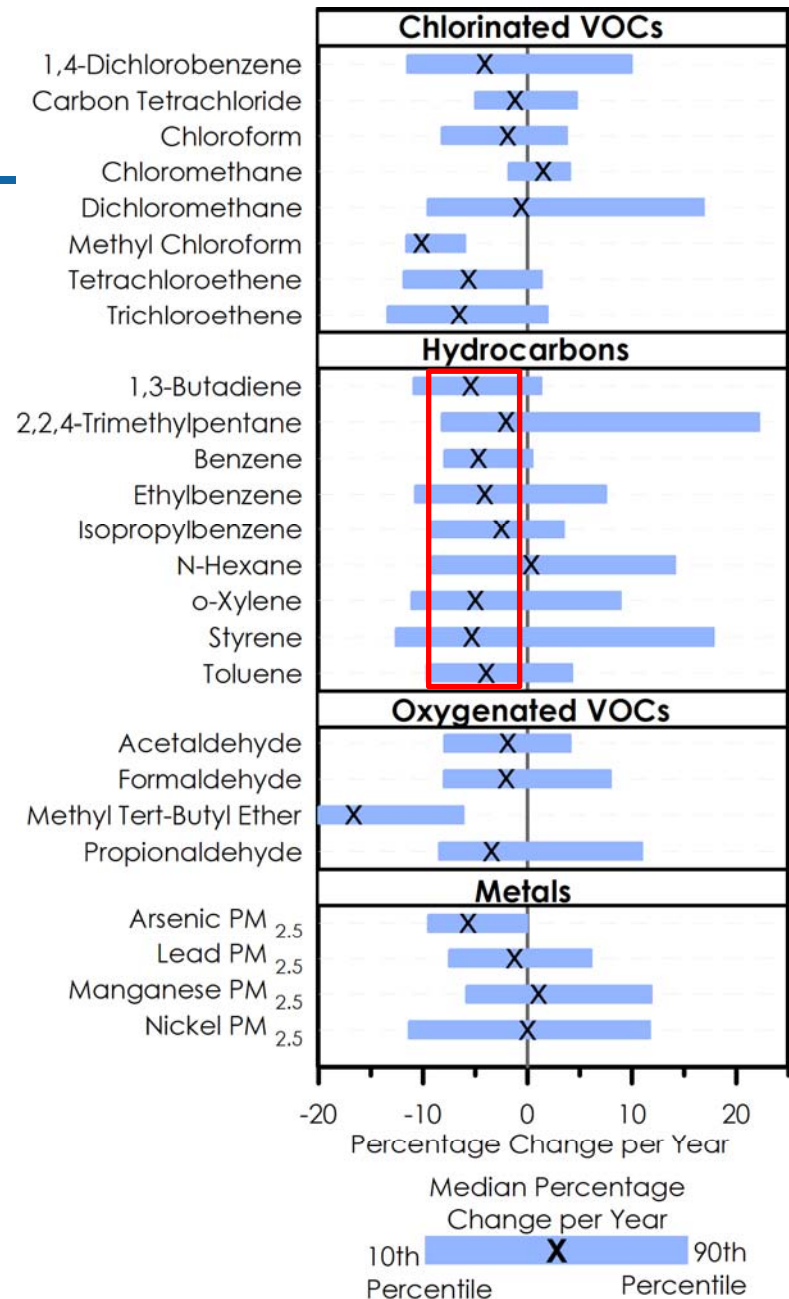 Chlorinated VOCs
1,4-Dichlorobenzene
Carbon Tetrachloride
Chloroform
Chloromethane
Dichloromethane
Methyl Chloroform
Tetrachloroethene
Trichloroethene
Hydrocarbons
1,3-Butadiene
2,2,4-Trimethylpentane
Benzene
Ethylbenzene
Isopropylbenzene
N-Hexane
o-Xylene
Styrene
Toluene
Oxygenated VOCs
Acetaldehyde
Formaldehyde
Methyl Tert-Butyl Ether
Propionaldehyde
Metals
Arsenic PM 2.5
Lead PM 2.5
Manganese PM 2.5
Nickel PM 2.5
-20 -10 0 10 20
Percentage Change per Year
Median Percentage
Change per Year
10th X 90th
Percentile Percentile